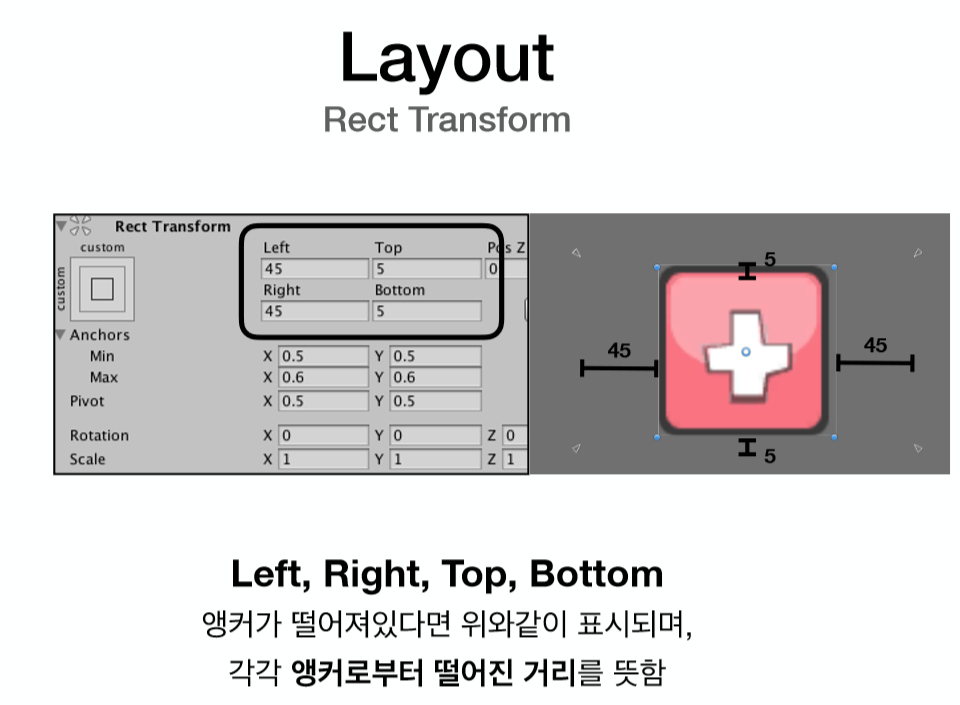 Layout
Rect Transform
Rect Transform
custom
custom
Left Top Pos Z
45 5 0
Right Bottom
45 5
Anchors
Min X 0.5 Y 0.5
Max X 0.6 Y 0.6
Pivot X 0.5 Y 0.5
Rotation X 0 Y 0 Z 0
Scale X 1 Y 1 Z 1
5
45
45
5
Left, Right, Top, Bottom
앵커가 떨어져있다면 위와같이 표시되며,
각각 앵커로부터 떨어진 거리를 뜻함